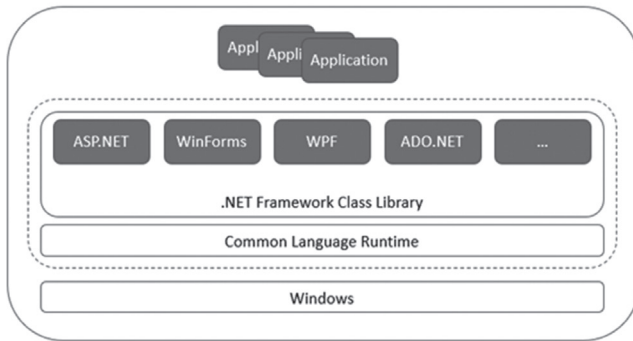 Appl
Appli
Application
ASP.NET
WinForms
WPF
ADO.NET
...
.NET Framework Class Library
Common Language Runtime
Windows